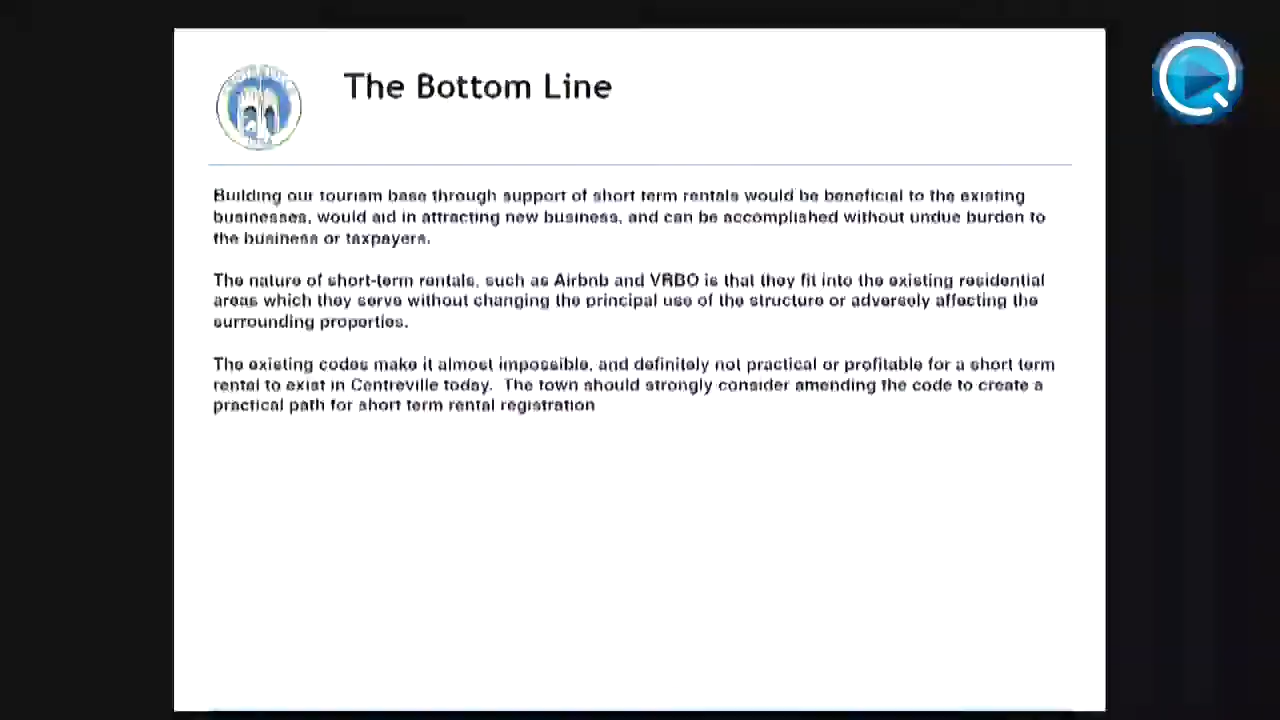 The Bottom Line
Building our tourism base through support of short term rentals would be beneficial to the existing
businesses, would aid in attracting new business, and can be accomplished without undue burden to
the business or taxpayers.
The nature of short-term rentals, such as Airbnb and VRBO is that they fit into the existing residential
areas which they serve without changing the principal use of the structure or adversely affecting the
surrounding properties.
The existing codes make it almost impossible, and definitely not practical or profitable for a short term
rental to exist in Centreville today. The town should strongly consider amending the code to create a
practical path for short term rental registration